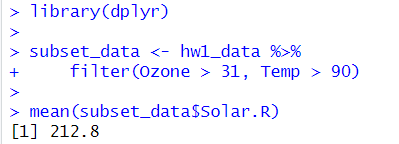 > library(dplyr)
>
> subset_data <- hw1_data %>%
+     filter(Ozone > 31, Temp > 90)
>
> mean(subset_data$Solar.R)
[1] 212.8